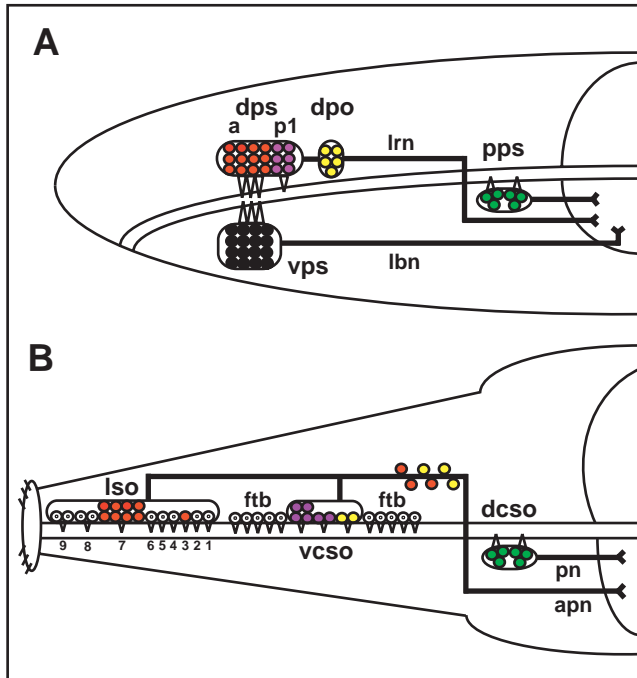 A
dps dpo
a p1
lrn
pps
vps
lbn
B
lso
ftb
ftb
dcso
9 8 7 6 5 4 3 2 1
vcso
pn
apn